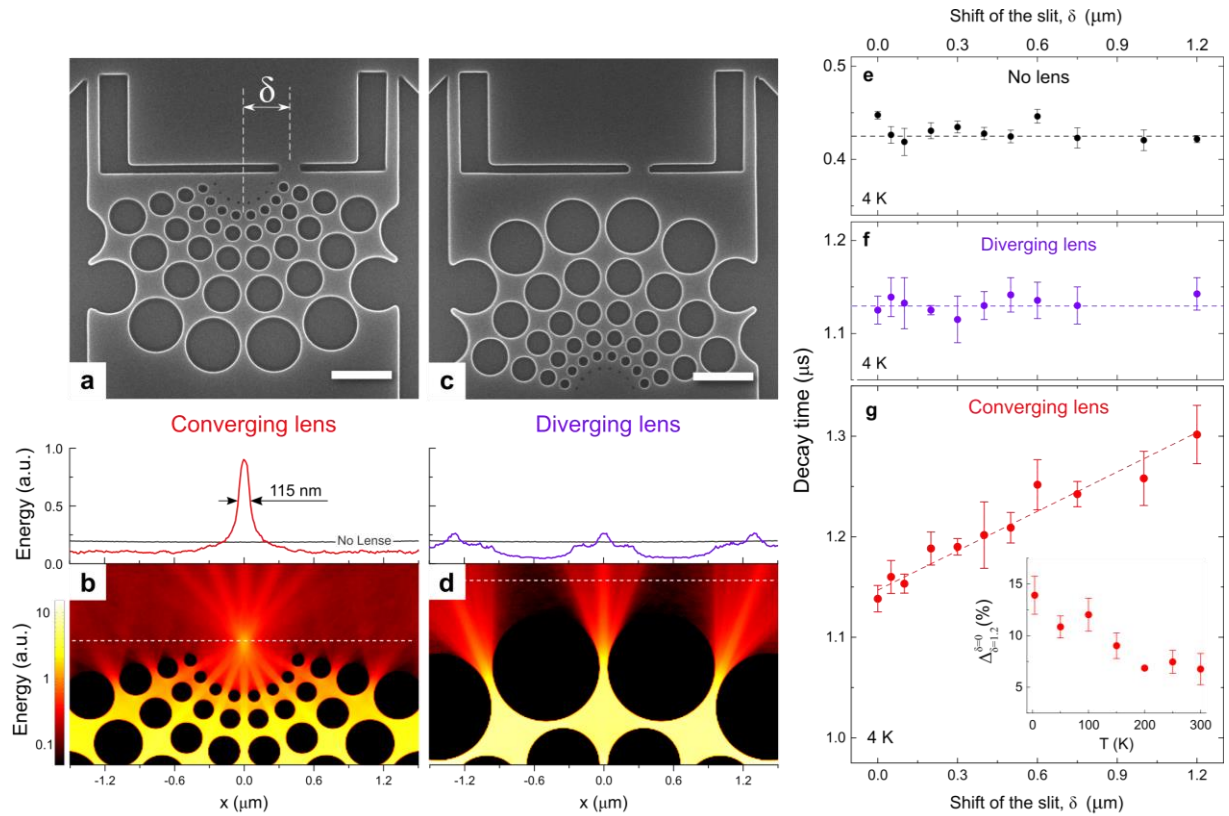 δ
a
c
Converging lens
Diverging lens
Energy (a.u.)
1.0
0.5
0.0
115 nm
No Lense
b
d
Energy (a.u.)
10
1
0.1
-1.2 -0.6 0.0 0.6 1.2
x (μm)
-1.2 -0.6 0.0 0.6 1.2
x (μm)
Shift of the slit, δ (μm)
0.0 0.3 0.6 0.9 1.2
0.5
0.4
e
No lens
4 K
1.2
1.1
f
Diverging lens
4 K
Decay time (μs)
1.3
1.2
1.1
1.0
g
Converging lens
4 K
Δδ=0δ=1.2(%)
15
10
5
0 100 200 300
T (K)
0.0 0.3 0.6 0.9 1.2
Shift of the slit, δ (μm)